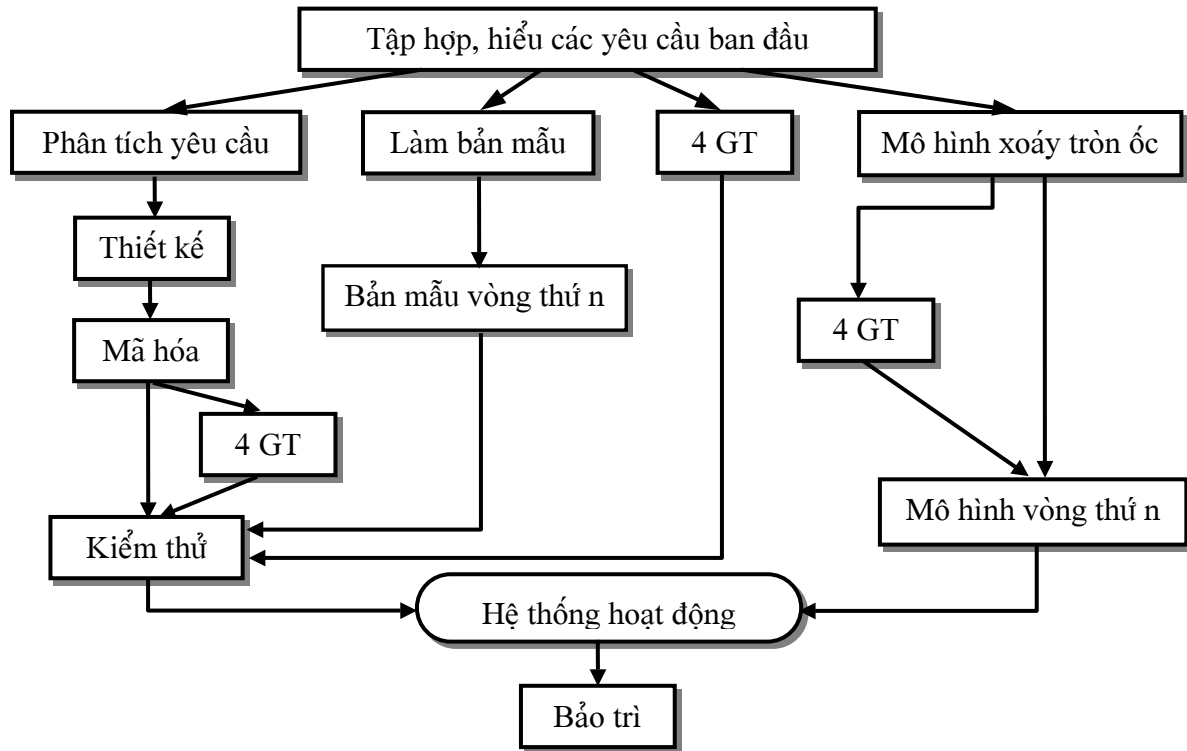 Tập hợp, hiểu các yêu cầu ban đầu
Phân tích yêu cầu
Làm bản mẫu
4 GT
Mô hình xoáy tròn ốc
Thiết kế
Bản mẫu vòng thứ n
4 GT
Mã hóa
4 GT
Mô hình vòng thứ n
Kiểm thử
Hệ thống hoạt động
Bảo trì